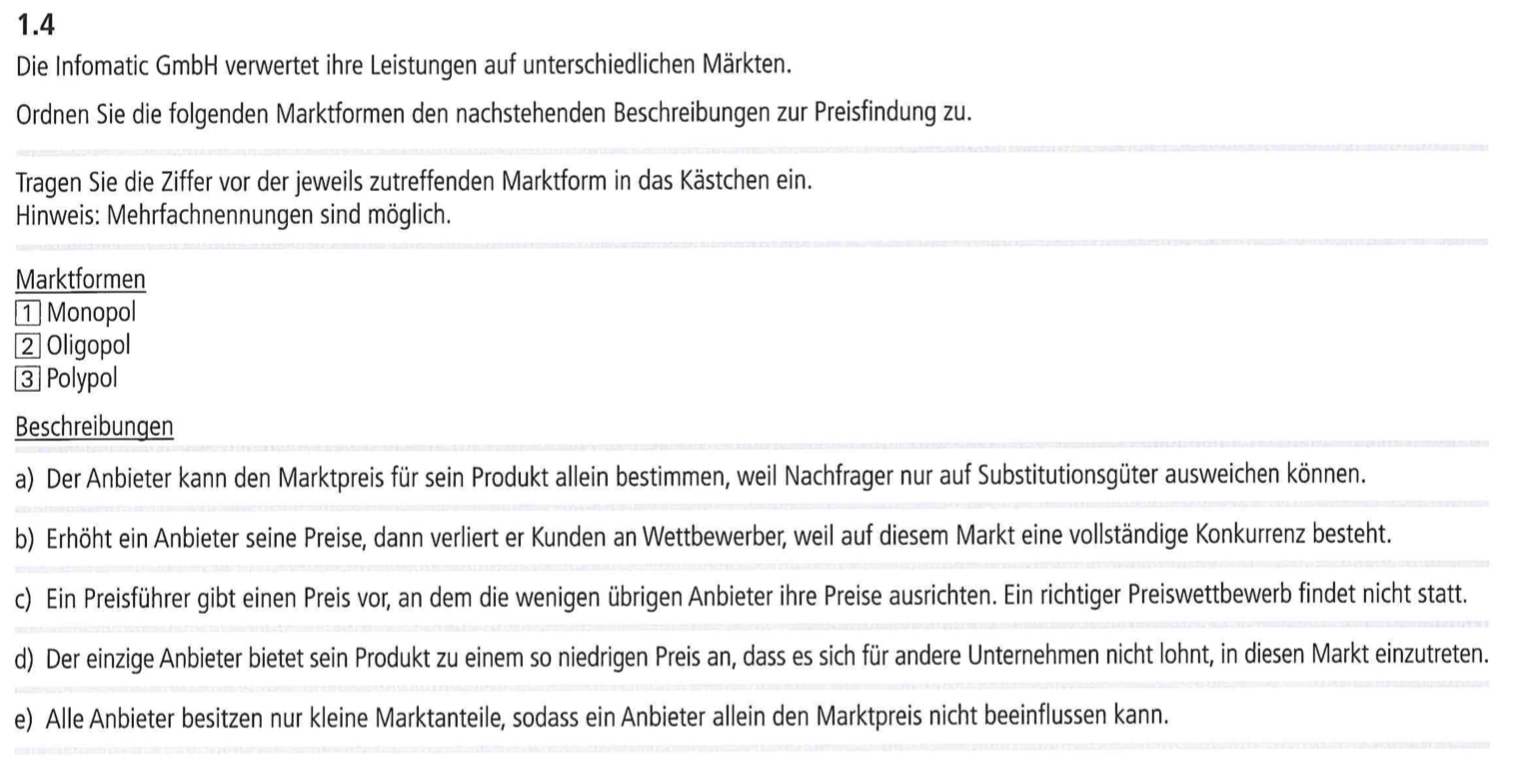 1.4
Die Infomatic GmbH verwertet ihre Leistungen auf unterschiedlichen Märkten.
Ordnen Sie die folgenden Marktformen den nachstehenden Beschreibungen zur Preisfindung zu.
Tragen Sie die Ziffer vor der jeweils zutreffenden Marktform in das Kästchen ein.
Hinweis: Mehrfachnennungen sind möglich.
Marktformen
1 Monopol
2 Oligopol
3 Polypol
Beschreibungen
a) Der Anbieter kann den Marktpreis für sein Produkt allein bestimmen, weil Nachfrager nur auf Substitutionsgüter ausweichen können.
b) Erhöht ein Anbieter seine Preise, dann verliert er Kunden an Wettbewerber, weil auf diesem Markt eine vollständige Konkurrenz besteht.
c) Ein Preisführer gibt einen Preis vor, an dem die wenigen übrigen Anbieter ihre Preise ausrichten. Ein richtiger Preiswettbewerb findet nicht statt.
d) Der einzige Anbieter bietet sein Produkt zu einem so niedrigen Preis an, dass es sich für andere Unternehmen nicht lohnt, in diesen Markt einzutreten.
e) Alle Anbieter besitzen nur kleine Marktanteile, sodass ein Anbieter allein den Marktpreis nicht beeinflussen kann.